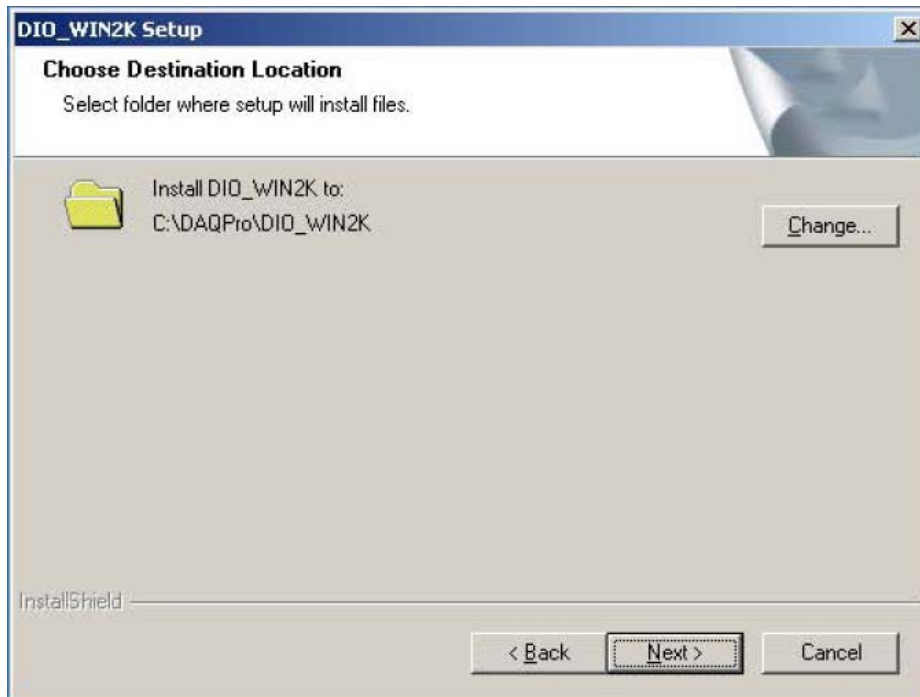 DIO_WIN2K Setup
Choose Destination Location
Select folder where setup will install files.
Install DIO_WIN2K to:
C:\DAQPro\DIO_WIN2K
Change...
InstallShield
< Back
Next >
Cancel